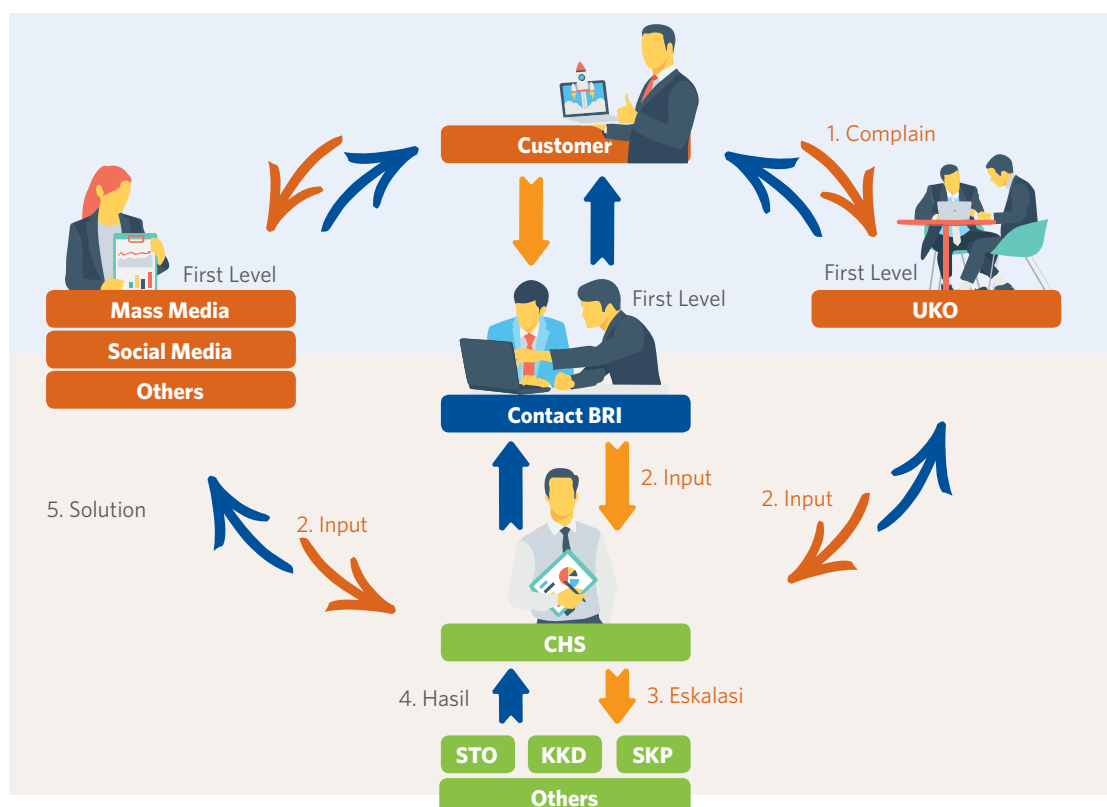 Customer
1. Complain
First Level
First Level
First Level
Mass Media
Social Media
Others
UKO
Contact BRI
2. Input
2. Input
2. Input
5. Solution
CHS
4. Hasil
3. Eskalasi
STO
KKD
SKP
Others